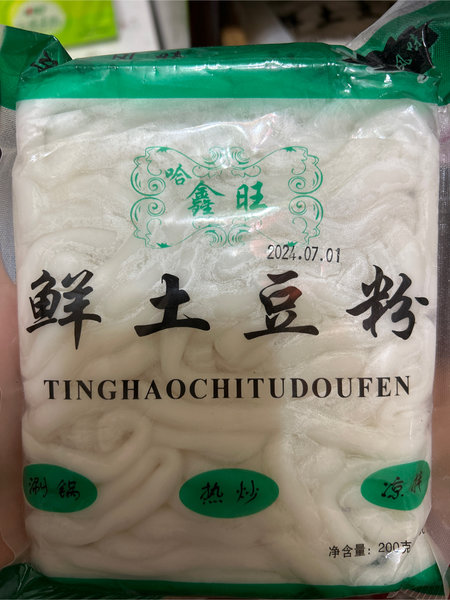 哈
鑫旺
2024.07.01
鲜土豆粉
TINGHAOCHITUDOUFEN
涮锅
热炒
凉拌
净含量：200克